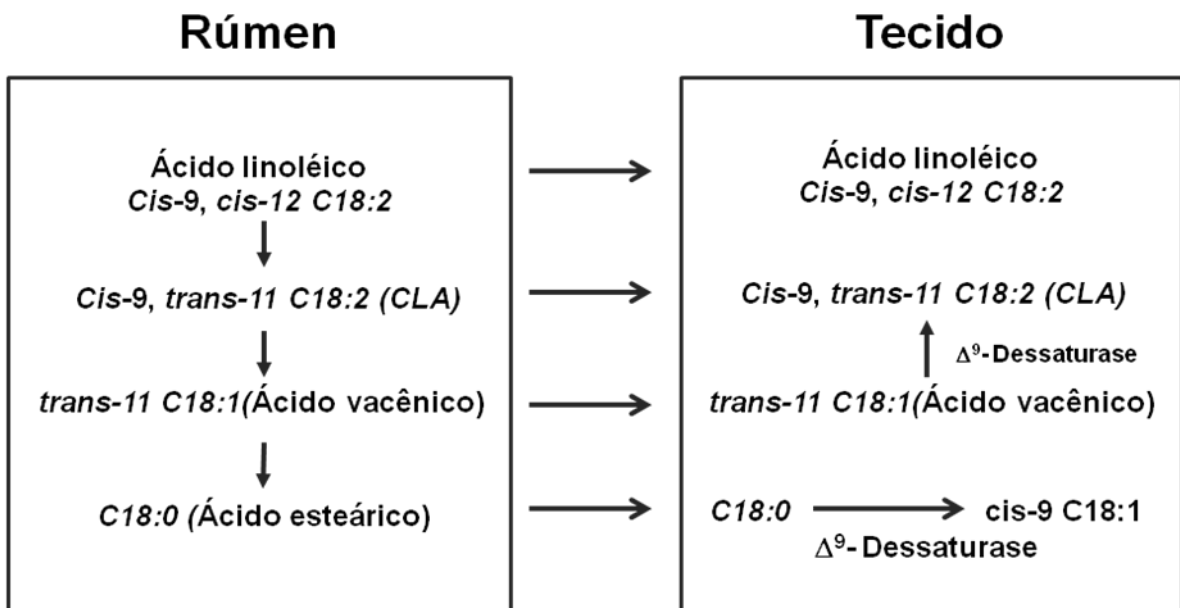 Rúmen
Ácido linoléico
Cis-9, cis-12 C18:2
Cis-9, trans-11 C18:2 (CLA)
trans-11 C18:1(Ácido vacênico)
C18:0 (Ácido esteárico)
Tecido
Ácido linoléico
Cis-9, cis-12 C18:2
Cis-9, trans-11 C18:2 (CLA)
Δ⁹-Dessaturase
trans-11 C18:1(Ácido vacênico)
C18:0 cis-9 C18:1
Δ⁹-Dessaturase